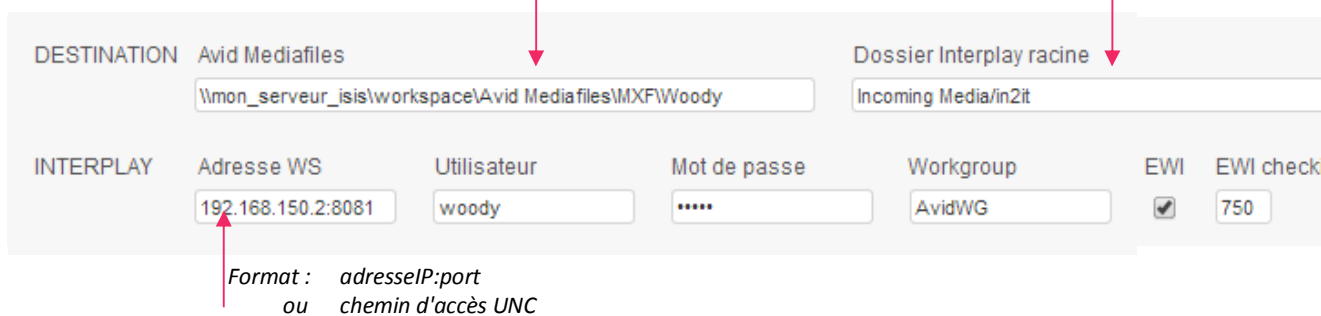 DESTINATION Avid Mediafiles Dossier Interplay racine
\\mon_serveur_isis\workspace\Avid Mediafiles\MXF\Woody Incoming Media/in2it
INTERPLAY Adresse WS Utilisateur Mot de passe Workgroup EWI EWI checki
192.168.150.2:8081 woody ••••• AvidWG 750
Format : adresseIP:port
ou chemin d'accès UNC